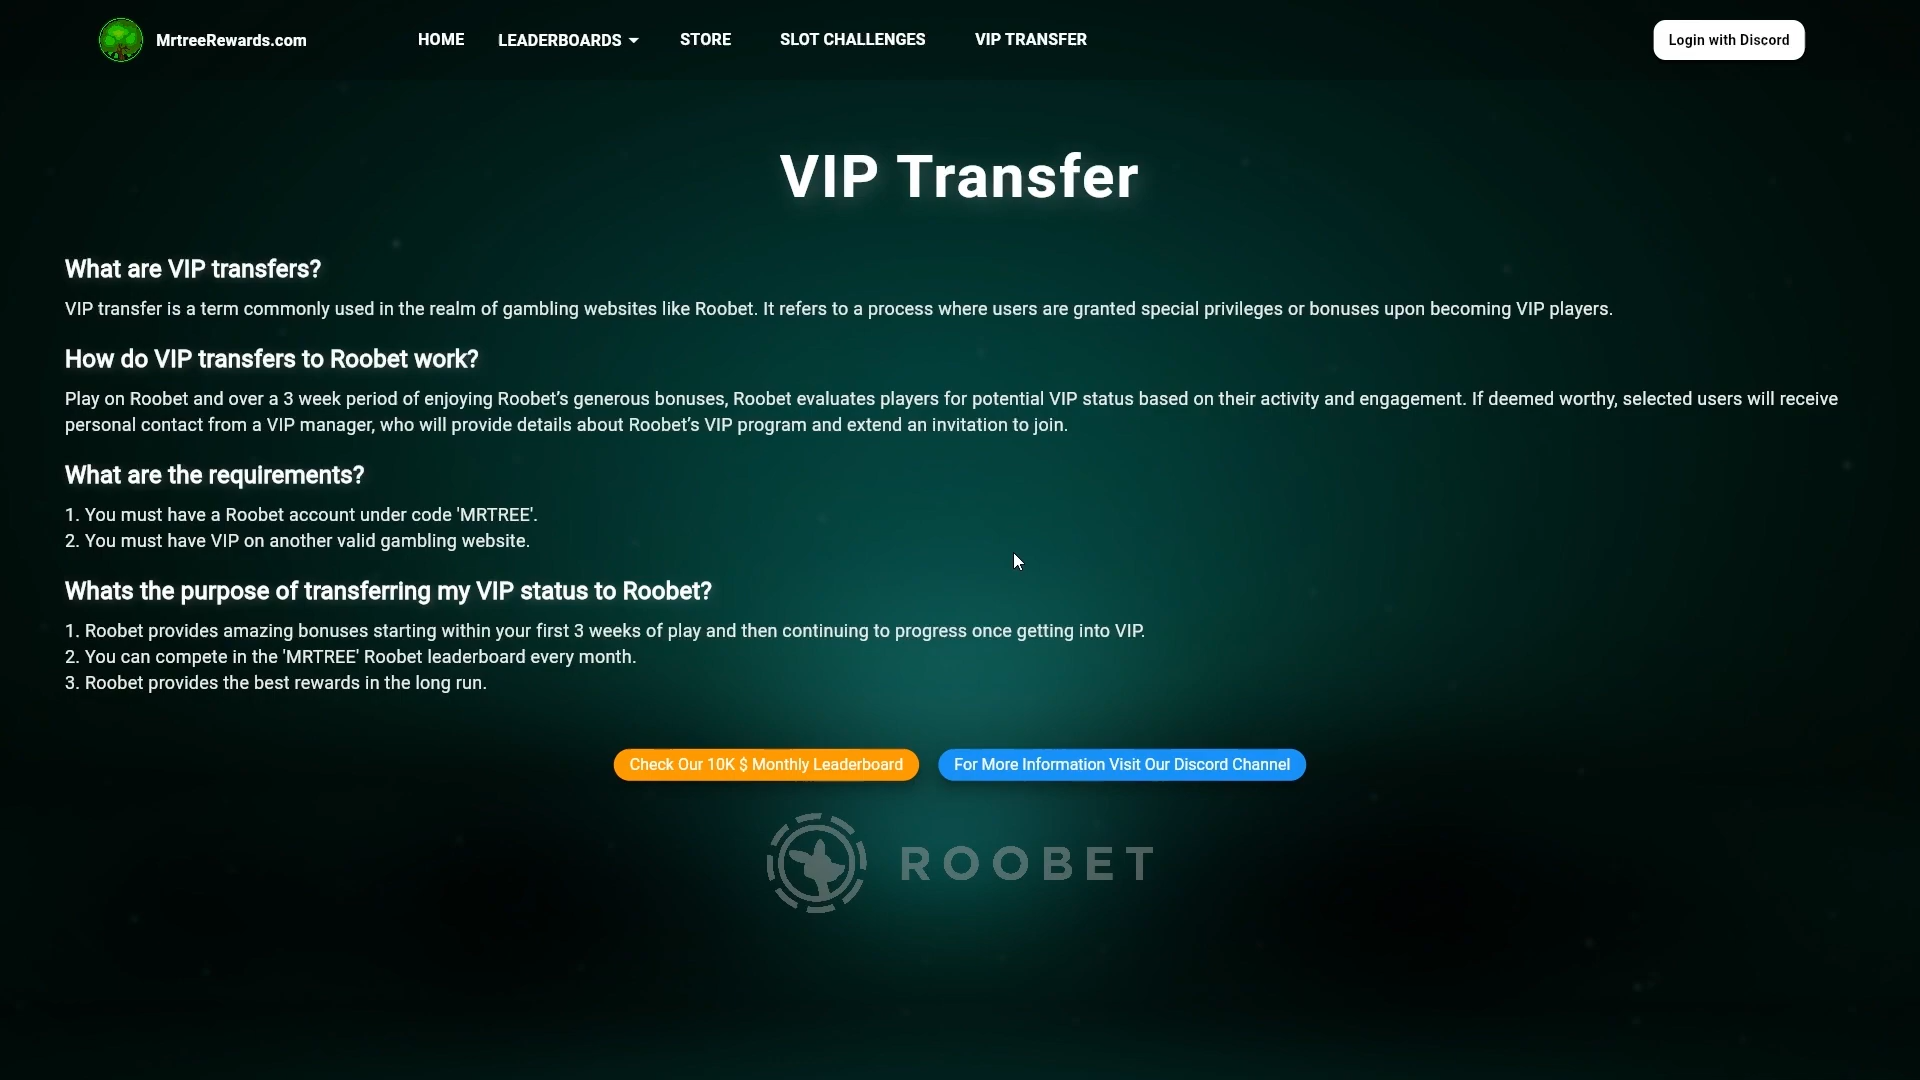 MrtreeRewards.com
HOME
LEADERBOARDS
STORE
SLOT CHALLENGES
VIP TRANSFER
Login with Discord
VIP Transfer
What are VIP transfers?
VIP transfer is a term commonly used in the realm of gambling websites like Roobet. It refers to a process where users are granted special privileges or bonuses upon becoming VIP players.
How do VIP transfers to Roobet work?
Play on Roobet and over a 3 week period of enjoying Roobet’s generous bonuses, Roobet evaluates players for potential VIP status based on their activity and engagement. If deemed worthy, selected users will receive
personal contact from a VIP manager, who will provide details about Roobet’s VIP program and extend an invitation to join.
What are the requirements?
1. You must have a Roobet account under code 'MRTREE'.
2. You must have VIP on another valid gambling website.
Whats the purpose of transferring my VIP status to Roobet?
1. Roobet provides amazing bonuses starting within your first 3 weeks of play and then continuing to progress once getting into VIP.
2. You can compete in the 'MRTREE' Roobet leaderboard every month.
3. Roobet provides the best rewards in the long run.
Check Our 10K $ Monthly Leaderboard
For More Information Visit Our Discord Channel
ROOBET